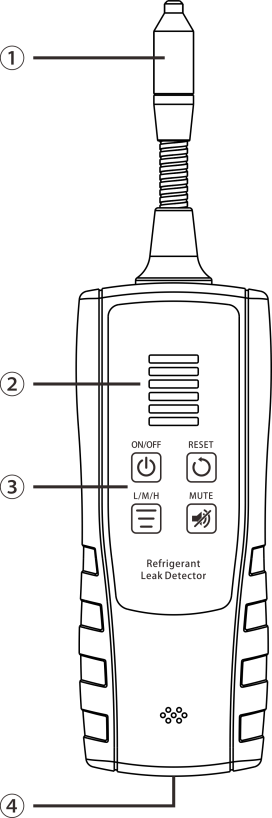 ①
②
ON/OFF RESET
③
L/M/H MUTE
Refrigerant
Leak Detector
④